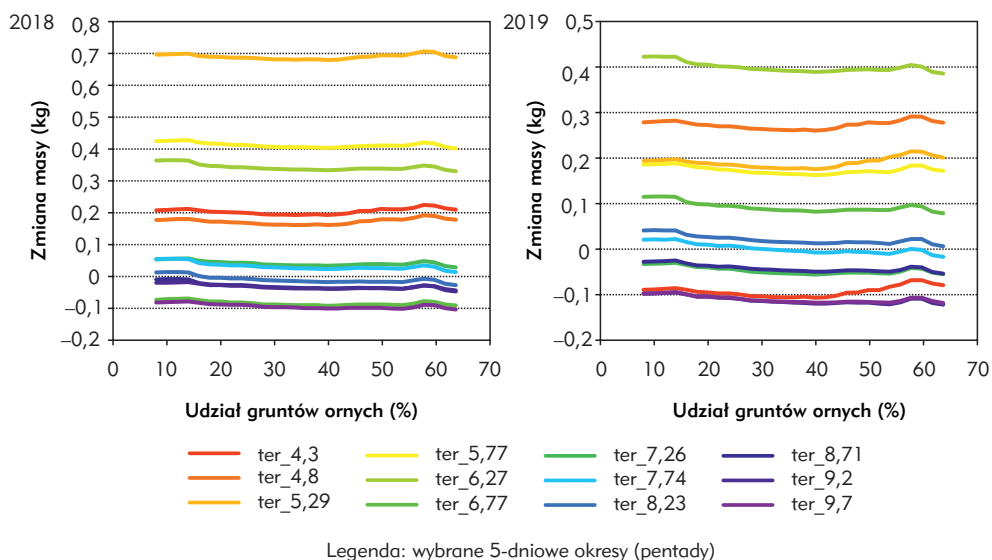 2018
Zmiana masy (kg)
0,8
0,7
0,6
0,5
0,4
0,3
0,2
0,1
0
–0,1
–0,2
0 10 20 30 40 50 60 70
Udział gruntów ornych (%)
2019
Zmiana masy (kg)
0,5
0,4
0,3
0,2
0,1
0
–0,1
–0,2
0 10 20 30 40 50 60 70
Udział gruntów ornych (%)
ter_4,3 ter_5,77 ter_7,26 ter_8,71
ter_4,8 ter_6,27 ter_7,74 ter_9,2
ter_5,29 ter_6,77 ter_8,23 ter_9,7
Legenda: wybrane 5-dniowe okresy (pentady)